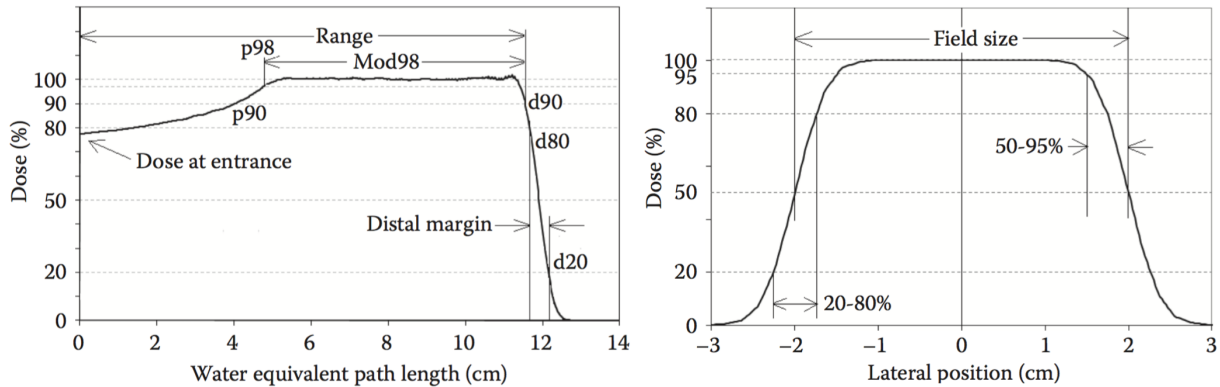 Range
p98
Mod98
100
90
80
50
20
0
p90
d90
d80
Dose at entrance
Distal margin
d20
Dose (%)
0
2
4
6
8
10
12
14
Water equivalent path length (cm)
Field size
100
95
80
50
20
0
50-95%
20-80%
Dose (%)
−3
−2
−1
0
1
2
3
Lateral position (cm)